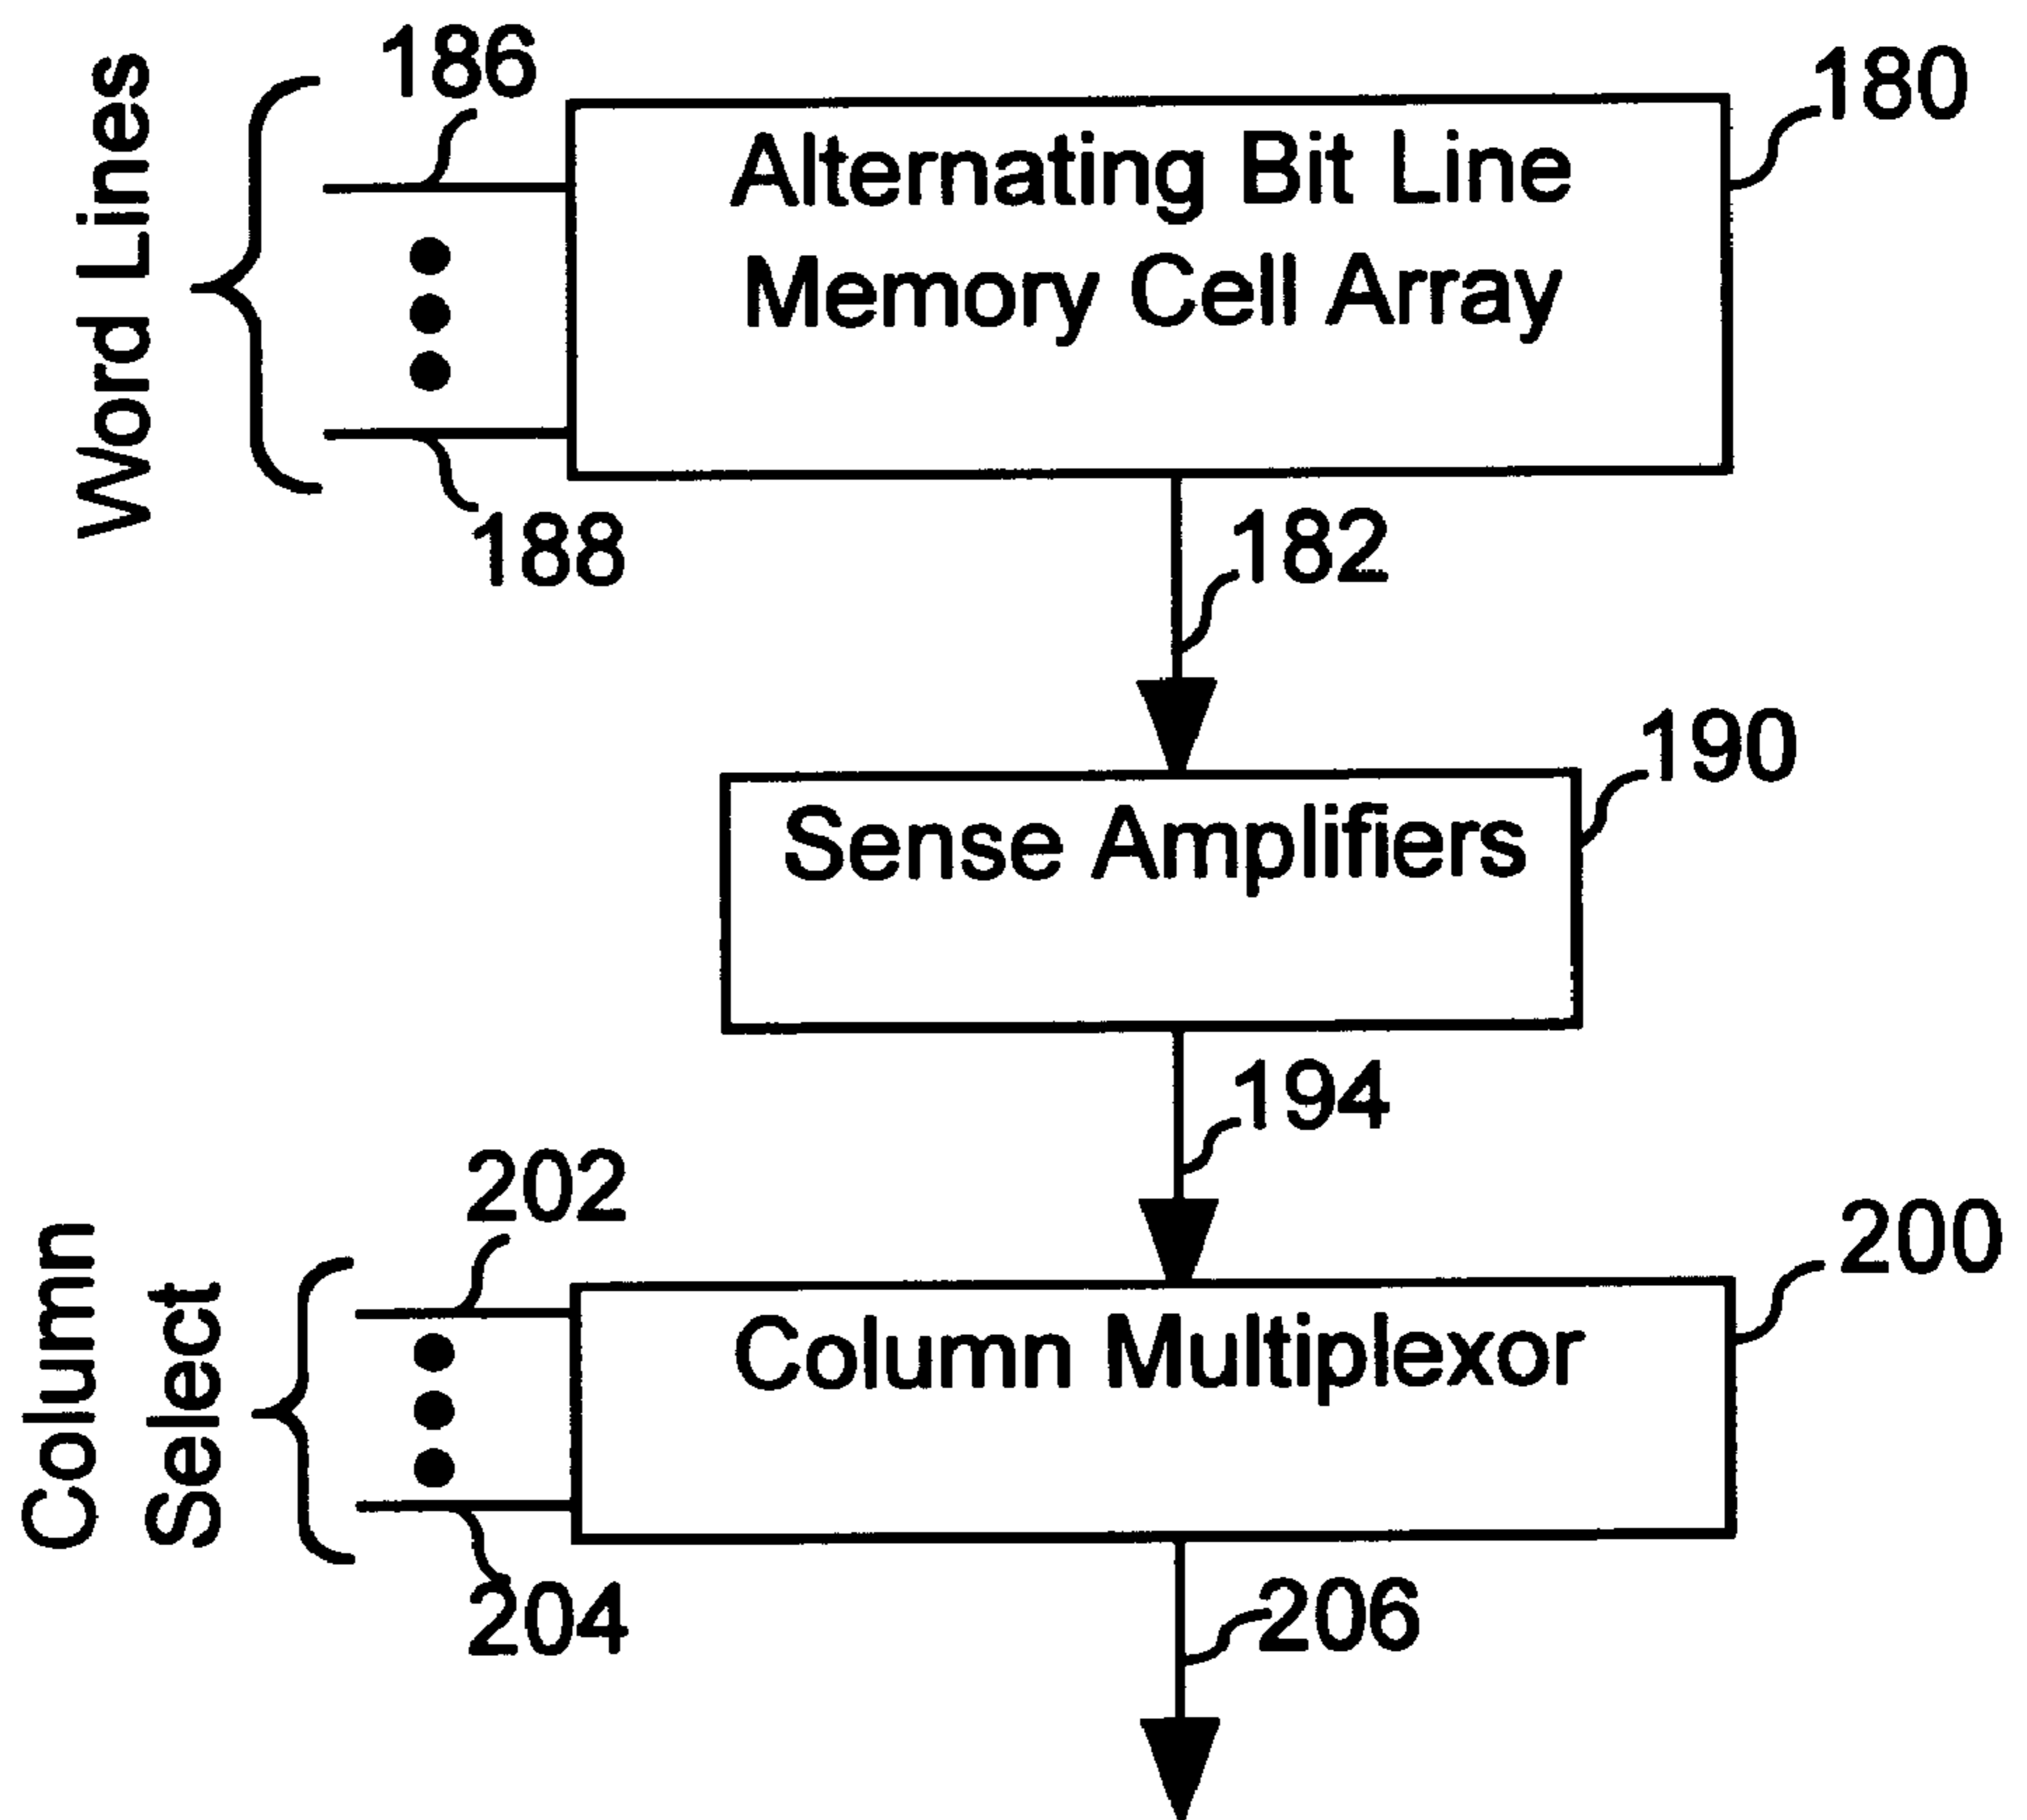 186
180
Word Lines
Alternating Bit Line
Memory Cell Array
188
182
190
Sense Amplifiers
194
202
200
Column
Select
Column Multiplexor
204
206